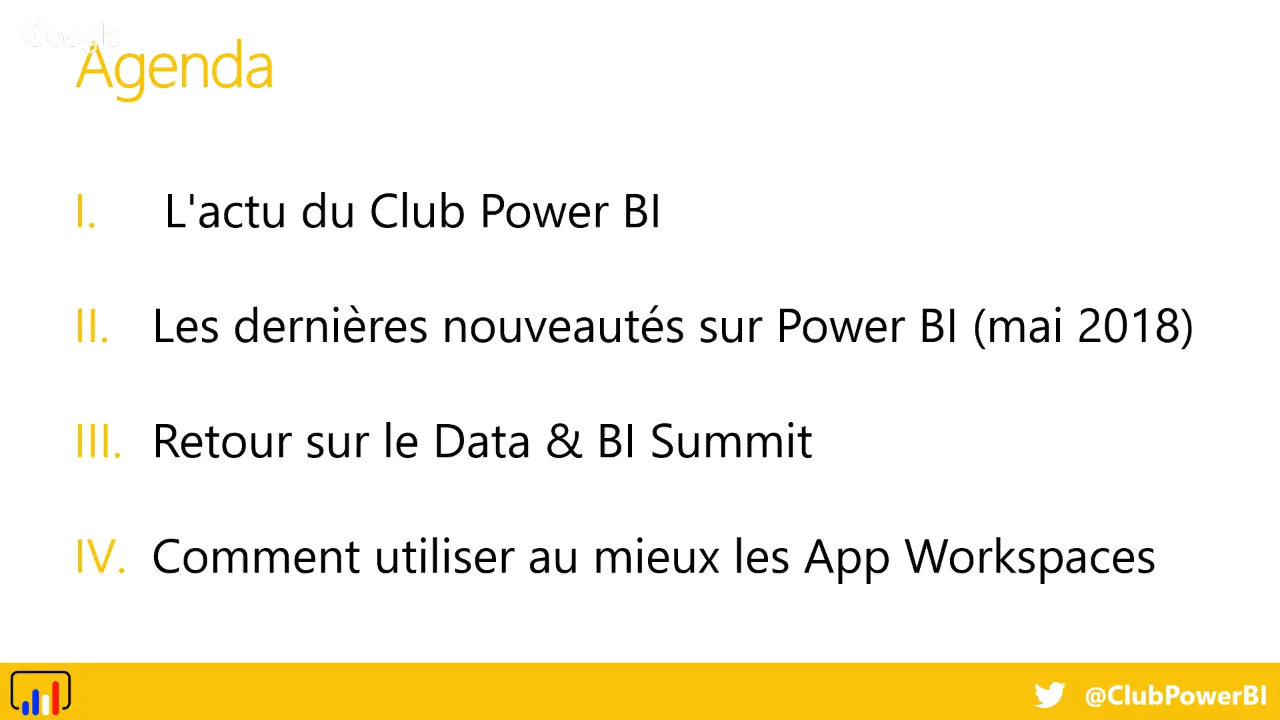 Google
Agenda
I. L'actu du Club Power BI
II. Les dernières nouveautés sur Power BI (mai 2018)
III. Retour sur le Data & BI Summit
IV. Comment utiliser au mieux les App Workspaces
@ClubPowerBI